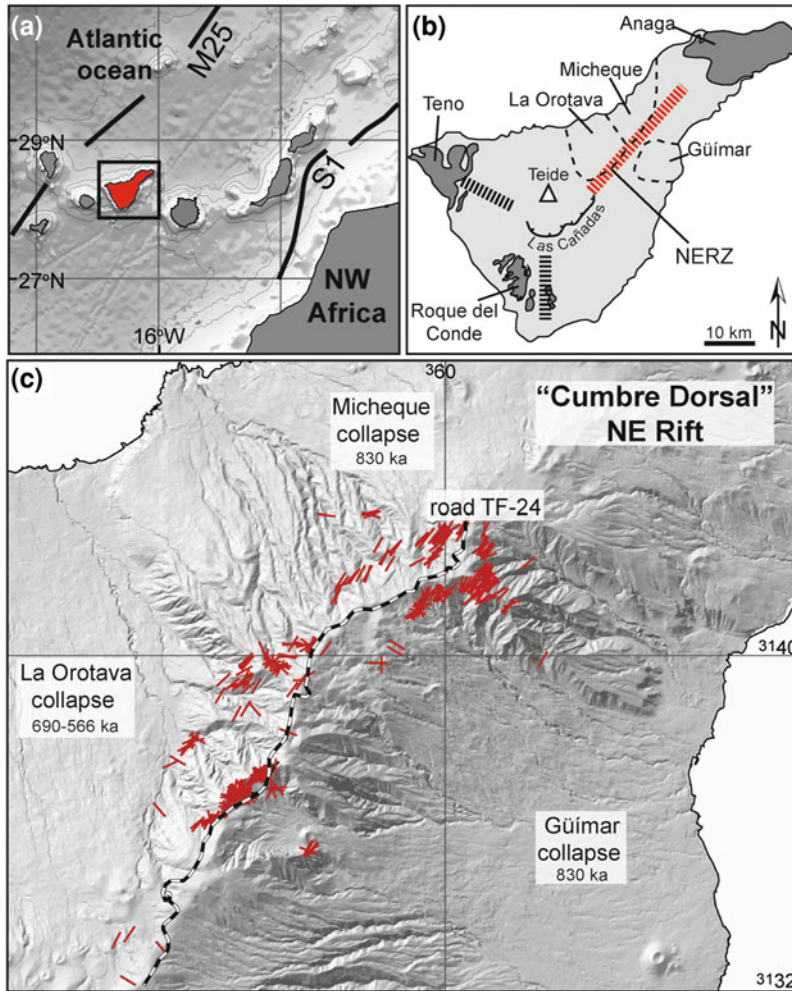 (a)
Atlantic
ocean
M25
29°N
S1
27°N
NW
Africa
16°W
(b)
Anaga
Micheque
La Orotava
Teno
Güímar
Teide
Las Cañadas
NERZ
Roque del
Conde
10 km
N
(c)
360
Micheque
collapse
830 ka
"Cumbre Dorsal"
NE Rift
road TF-24
3140
La Orotava
collapse
690-566 ka
Güímar
collapse
830 ka
3132